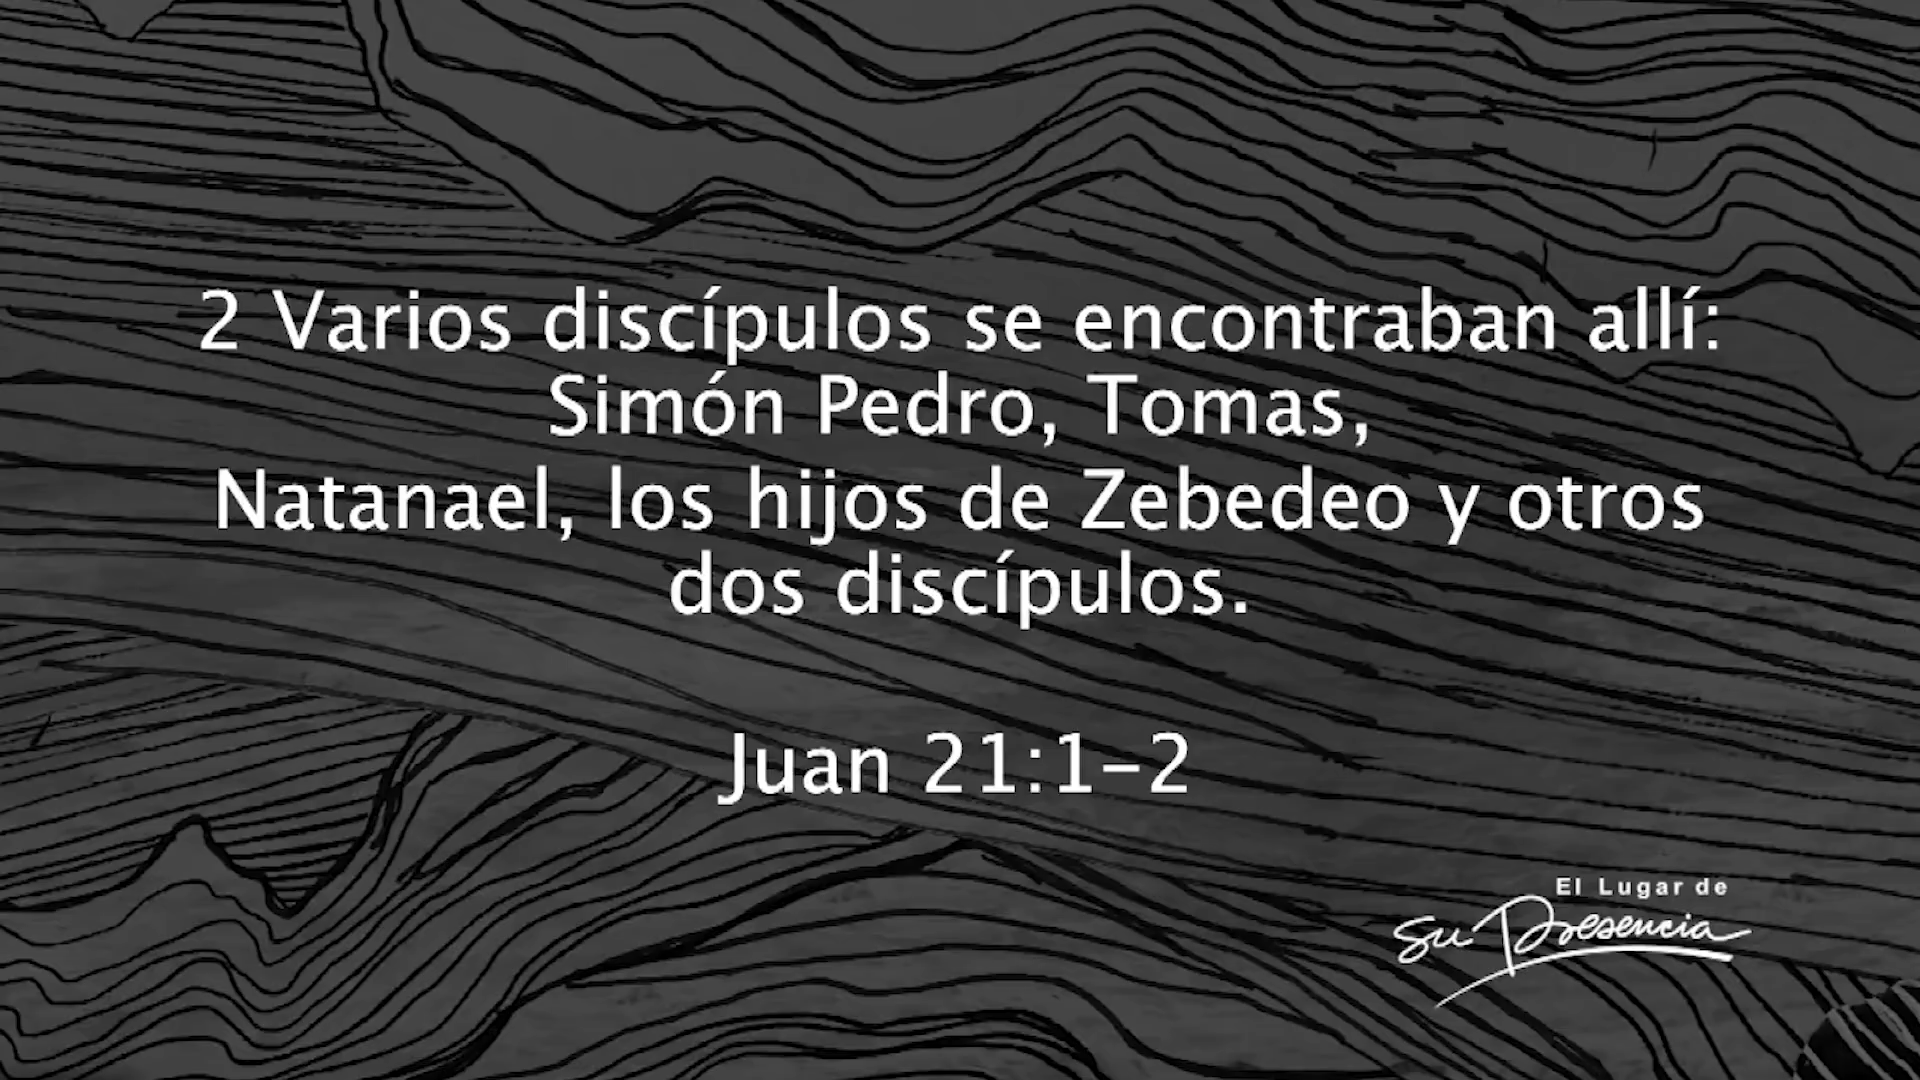 2 Varios discípulos se encontraban allí:
Simón Pedro, Tomas,
Natanael, los hijos de Zebedeo y otros
dos discípulos.
Juan 21:1-2
El Lugar de
Su Presencia